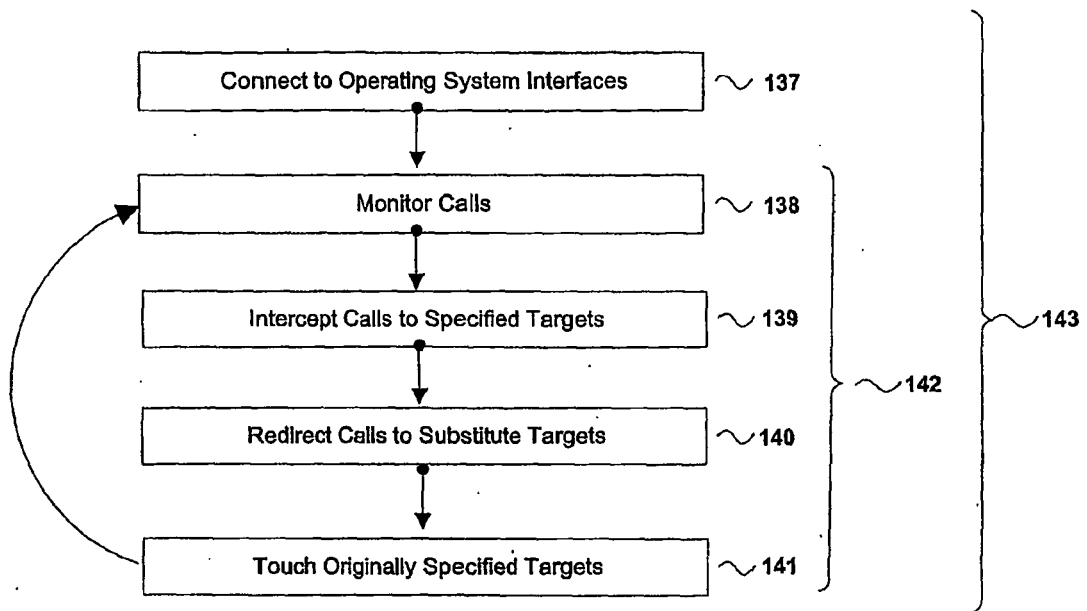 Connect to Operating System Interfaces 137
Monitor Calls 138
Intercept Calls to Specified Targets 139
143
142
Redirect Calls to Substitute Targets 140
Touch Originally Specified Targets 141